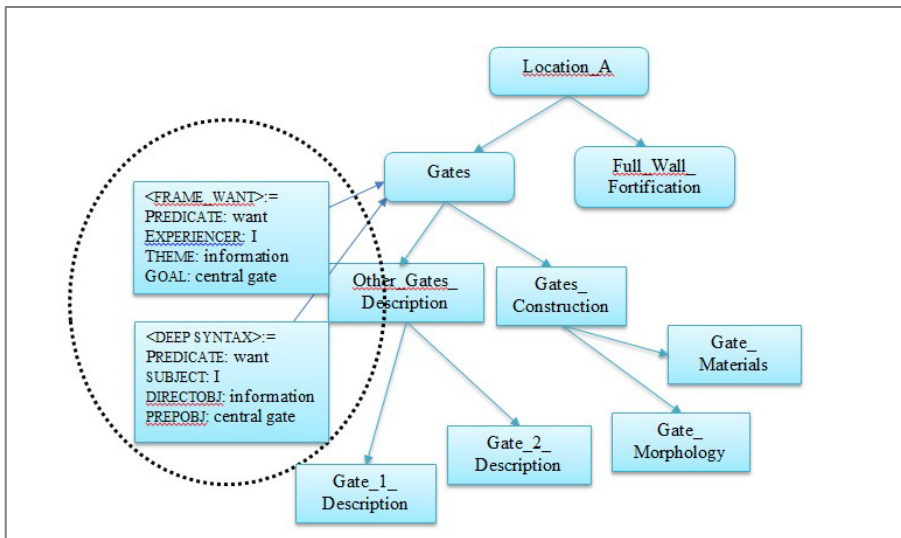 Location_A
Gates
Full_Wall_
Fortification
<FRAME_WANT>:=
PREDICATE: want
EXPERIENCER: I
THEME: information
GOAL: central gate
Other_Gates_
Description
Gates_
Construction
<DEEP SYNTAX>:=
PREDICATE: want
SUBJECT: I
DIRECTOBJ: information
PREPOBJ: central gate
Gate_
Materials
Gate_2_
Description
Gate_
Morphology
Gate_1_
Description